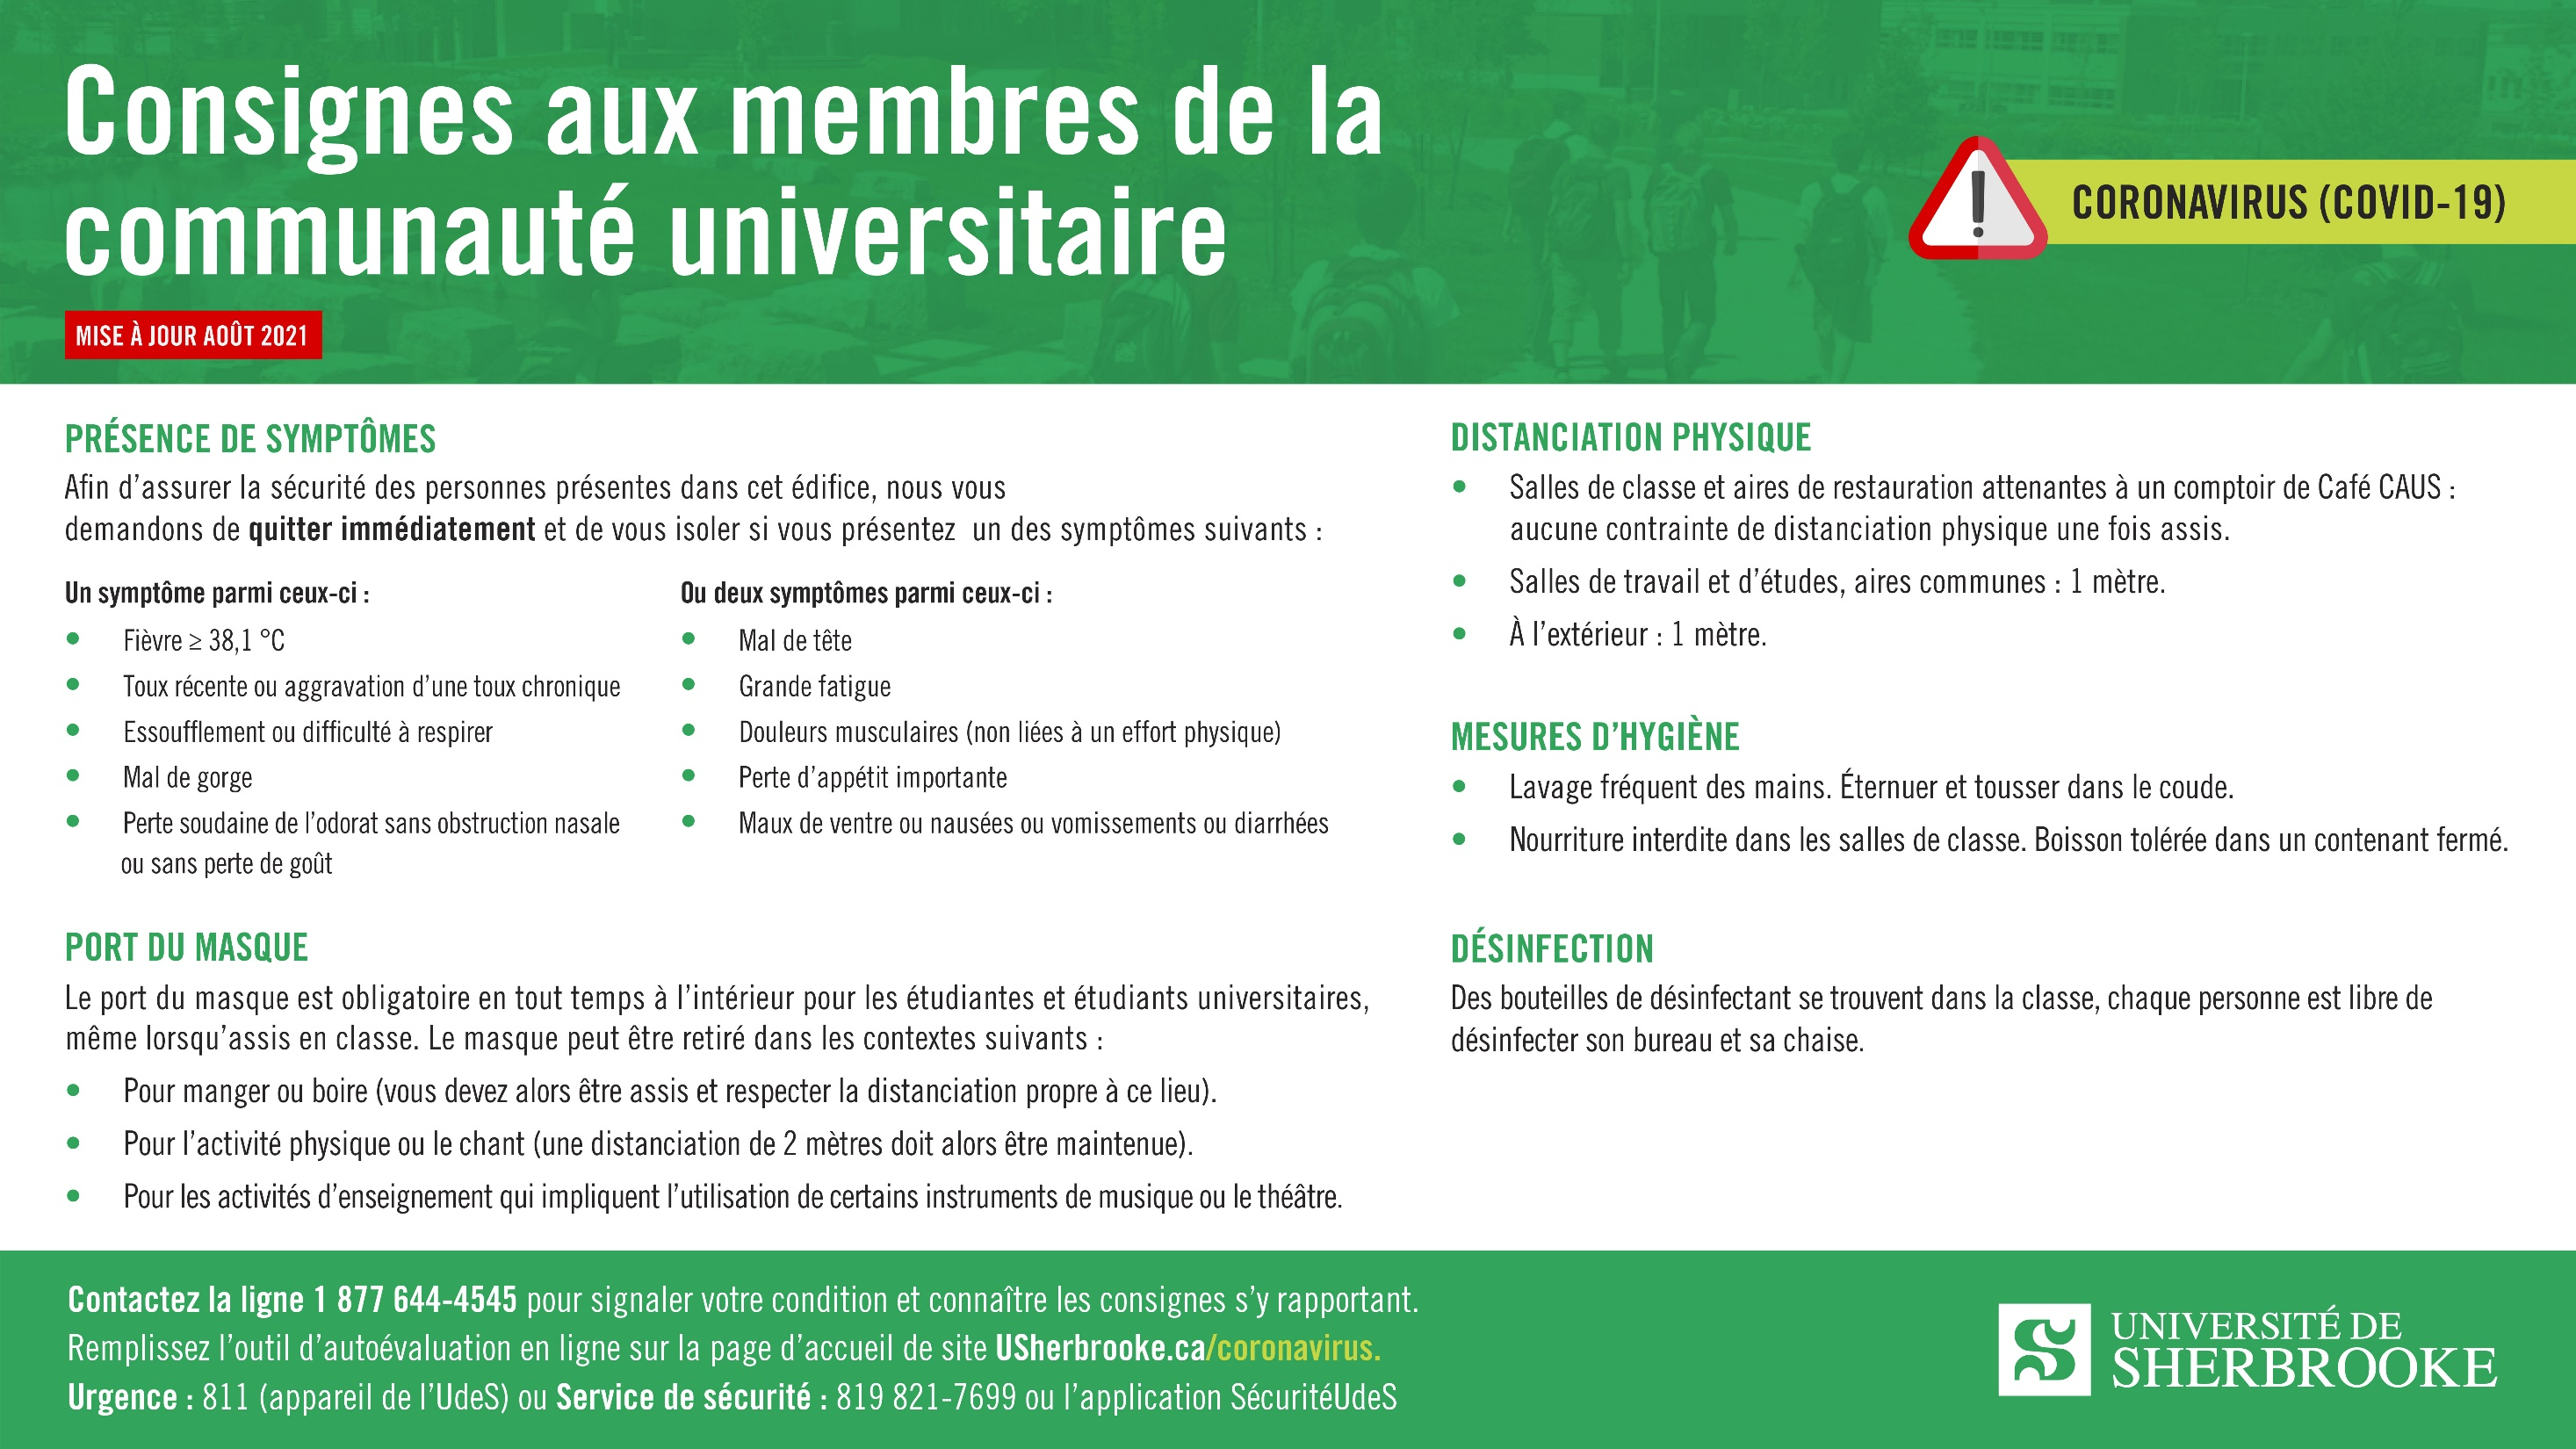 Consignes aux membres de la
communauté universitaire
MISE À JOUR AOÛT 2021
CORONAVIRUS (COVID-19)
PRÉSENCE DE SYMPTÔMES
Afin d’assurer la sécurité des personnes présentes dans cet édifice, nous vous
demandons de quitter immédiatement et de vous isoler si vous présentez un des symptômes suivants :
Un symptôme parmi ceux-ci :
• Fièvre ≥ 38,1 °C
• Toux récente ou aggravation d’une toux chronique
• Essoufflement ou difficulté à respirer
• Mal de gorge
• Perte soudaine de l’odorat sans obstruction nasale
ou sans perte de goût
Ou deux symptômes parmi ceux-ci :
• Mal de tête
• Grande fatigue
• Douleurs musculaires (non liées à un effort physique)
• Perte d’appétit importante
• Maux de ventre ou nausées ou vomissements ou diarrhées
PORT DU MASQUE
Le port du masque est obligatoire en tout temps à l’intérieur pour les étudiantes et étudiants universitaires,
même lorsqu’assis en classe. Le masque peut être retiré dans les contextes suivants :
• Pour manger ou boire (vous devez alors être assis et respecter la distanciation propre à ce lieu).
• Pour l’activité physique ou le chant (une distanciation de 2 mètres doit alors être maintenue).
• Pour les activités d’enseignement qui impliquent l’utilisation de certains instruments de musique ou le théâtre.
DISTANCIATION PHYSIQUE
• Salles de classe et aires de restauration attenantes à un comptoir de Café CAUS :
aucune contrainte de distanciation physique une fois assis.
• Salles de travail et d’études, aires communes : 1 mètre.
• À l’extérieur : 1 mètre.
MESURES D’HYGIÈNE
• Lavage fréquent des mains. Éternuer et tousser dans le coude.
• Nourriture interdite dans les salles de classe. Boisson tolérée dans un contenant fermé.
DÉSINFECTION
Des bouteilles de désinfectant se trouvent dans la classe, chaque personne est libre de
désinfecter son bureau et sa chaise.
Contactez la ligne 1 877 644-4545 pour signaler votre condition et connaître les consignes s’y rapportant.
Remplissez l’outil d’autoévaluation en ligne sur la page d’accueil de site USherbrooke.ca/coronavirus.
Urgence : 811 (appareil de l’UdeS) ou Service de sécurité : 819 821-7699 ou l’application SécuritéUdeS
UNIVERSITÉ DE
SHERBROOKE